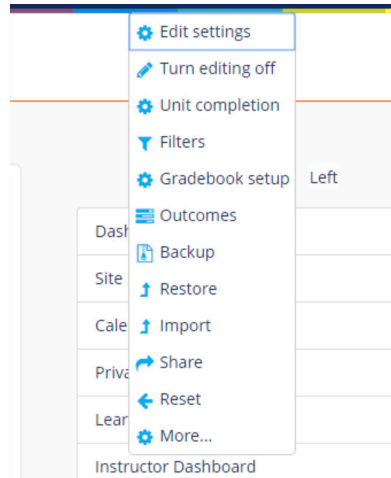 Edit settings
Turn editing off
Unit completion
Filters
Gradebook setup
Left
Outcomes
Dash
Backup
Site
Restore
Cale
Import
Priva
Share
Reset
Lear
More...
Instructor Dashboard